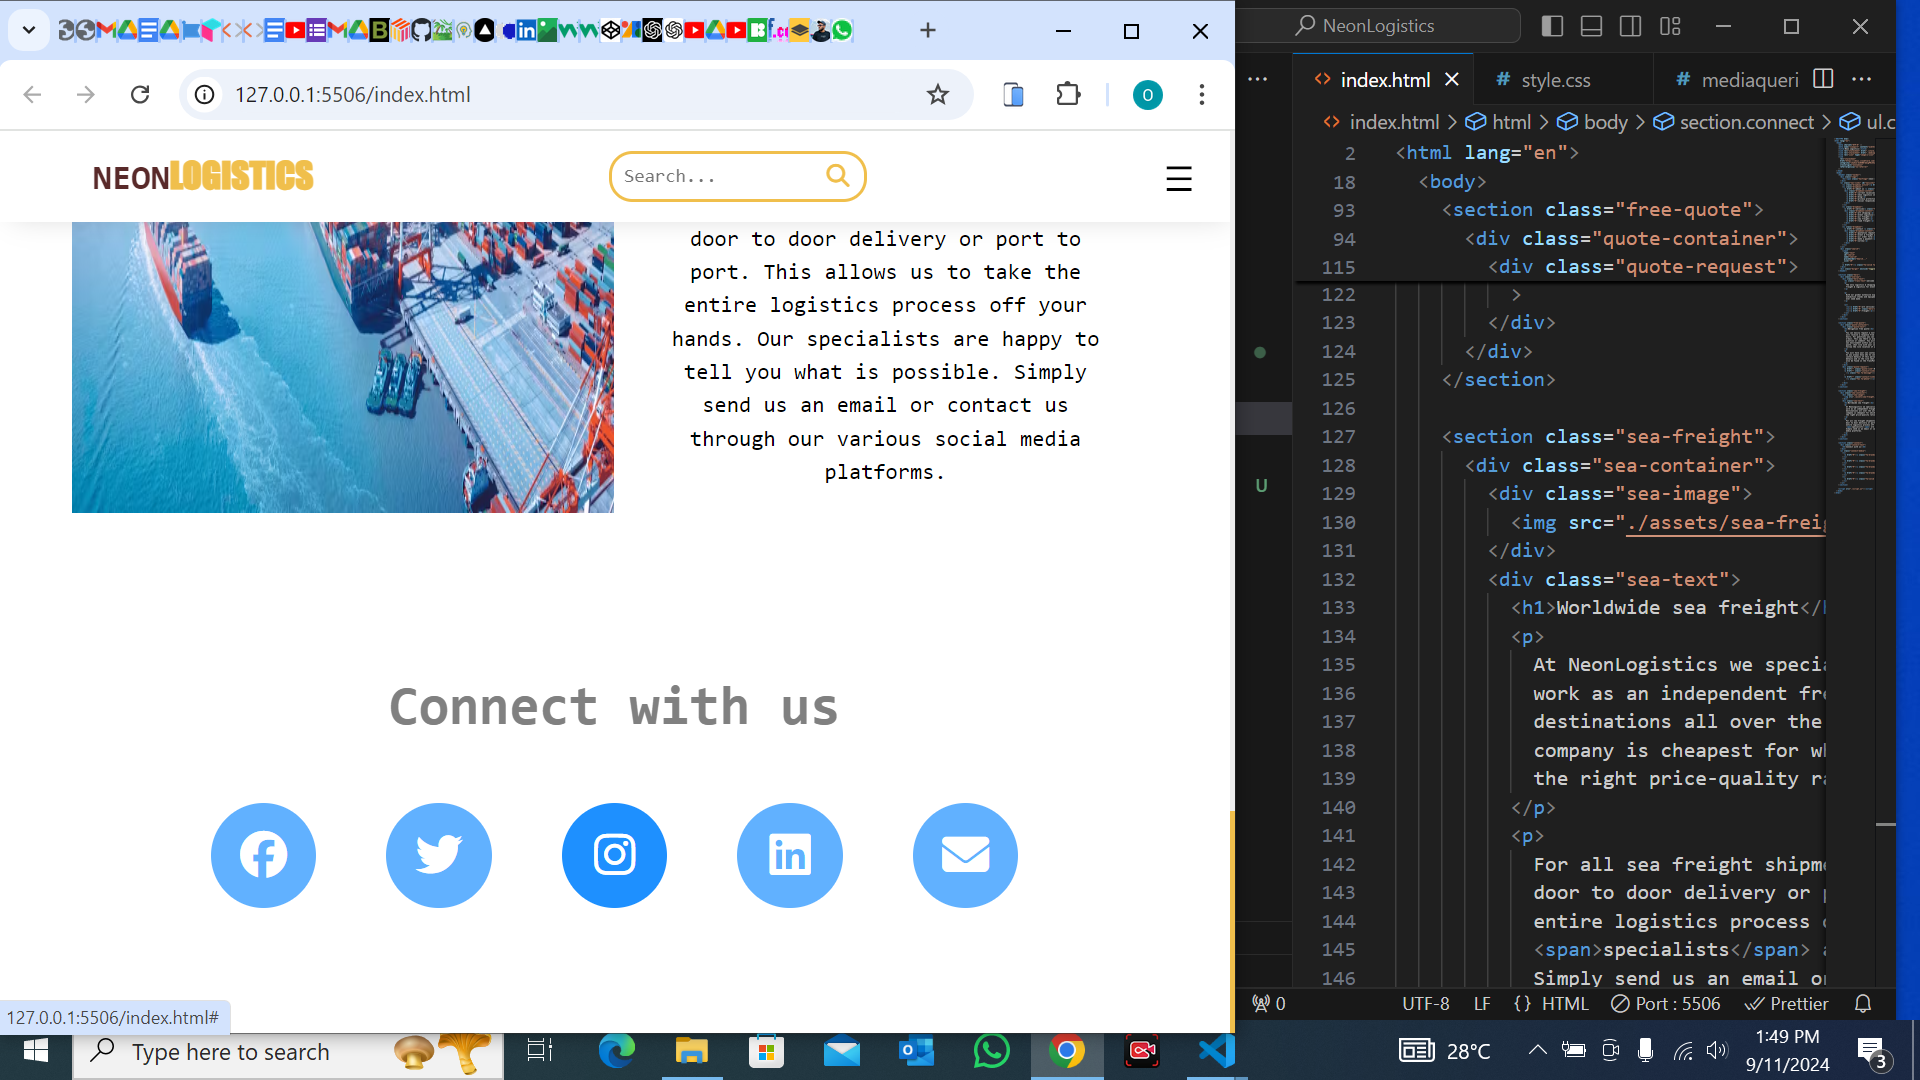 127.0.0.1:5506/index.html
O
NEONLOGISTICS
Search...
door to door delivery or port to
port. This allows us to take the
entire logistics process off your
hands. Our specialists are happy to
tell you what is possible. Simply
send us an email or contact us
through our various social media
platforms.
Connect with us
127.0.0.1:5506/index.html#
NeonLogistics
index.html
# style.css
# mediaqueri
index.html > html > body > section.connect > ul.c
2 <html lang="en">
18 <body>
93 <section class="free-quote">
94 <div class="quote-container">
115 <div class="quote-request">
122 >
123 </div>
124 </div>
125 </section>
126
127 <section class="sea-freight">
128 <div class="sea-container">
129 <div class="sea-image">
130 <img src="./assets/sea-freig
131 </div>
132 <div class="sea-text">
133 <h1>Worldwide sea freight</h
134 <p>
135 At NeonLogistics we specia
136 work as an independent fre
137 destinations all over the
138 company is cheapest for wh
139 the right price-quality ra
140 </p>
141 <p>
142 For all sea freight shipme
143 door to door delivery or p
144 entire logistics process o
145 <span>specialists</span> a
146 Simply send us an email or
U
0
UTF-8 LF {} HTML Port : 5506 Prettier
Type here to search
28°C
1:49 PM
9/11/2024
3